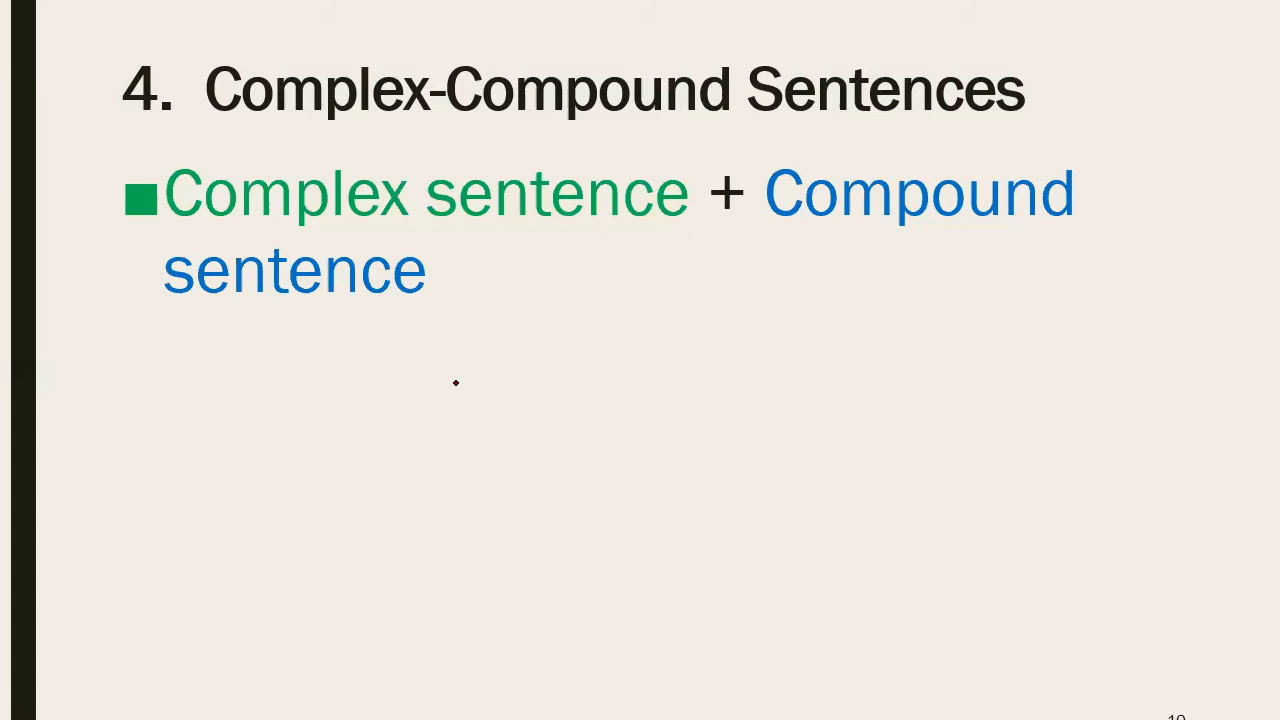 4. Complex-Compound Sentences
■Complex sentence + Compound
sentence